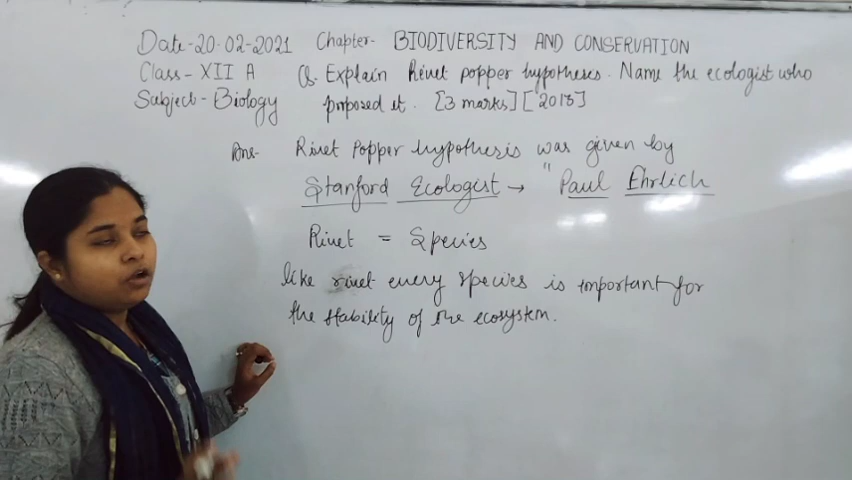 Date-20-02-2021 Chapter- BIODIVERSITY AND CONSERVATION
Class-XII A Q. Explain Rivet popper hypothesis. Name the ecologist who
Subject-Biology proposed it. [3 marks] [2018]
Ans- Rivet Popper hypothesis was given by
Stanford Ecologist → "Paul Ehrlich
Rivet = Species
like rivet every species is important for
the stability of the ecosystem.